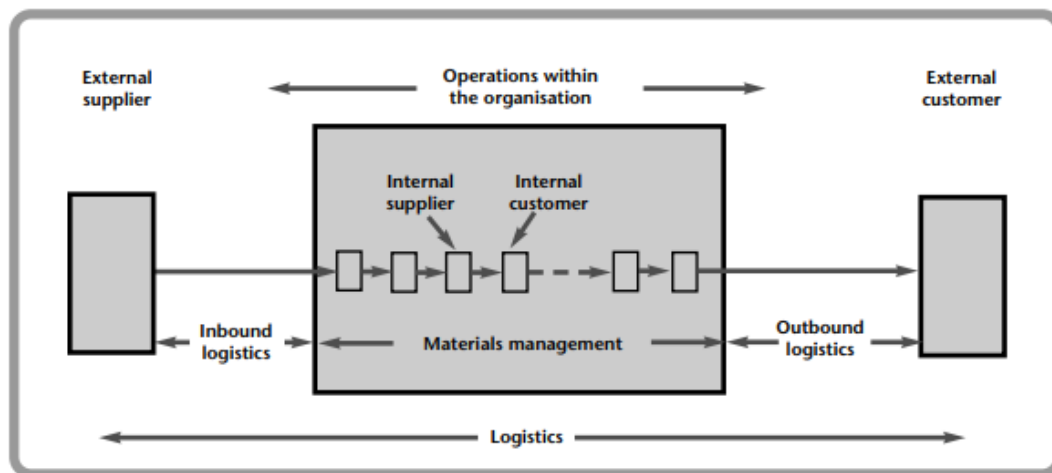 External
supplier
Operations within
the organisation
External
customer
Internal
supplier
Internal
customer
Inbound
logistics
Materials management
Outbound
logistics
Logistics